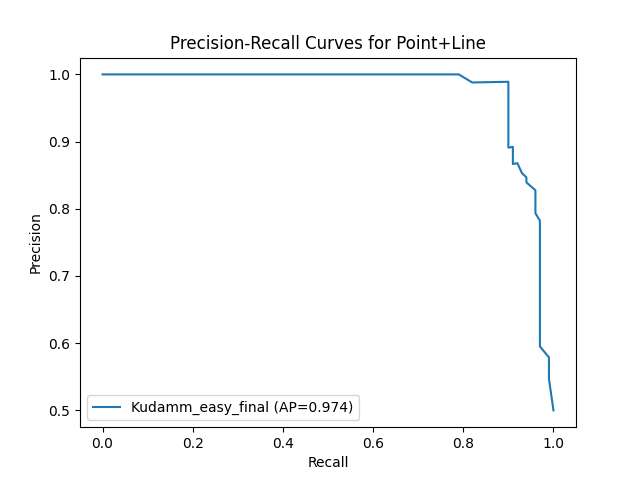 Precision-Recall Curves for Point+Line
Precision
1.0
0.9
0.8
0.7
0.6
0.5
Kudamm_easy_final (AP=0.974)
0.0 0.2 0.4 0.6 0.8 1.0
Recall